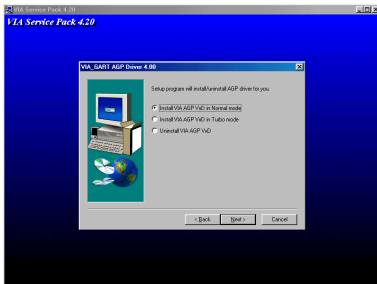 VIA Service Pack 4.20
VIA Service Pack 4.20
VIA_GART AGP Driver 4.00
Setup program will install/uninstall AGP driver for you.
Install VIA AGP VxD in Normal mode
Install VIA AGP VxD in Turbo mode
Uninstall VIA AGP VxD
< Back
Next >
Cancel